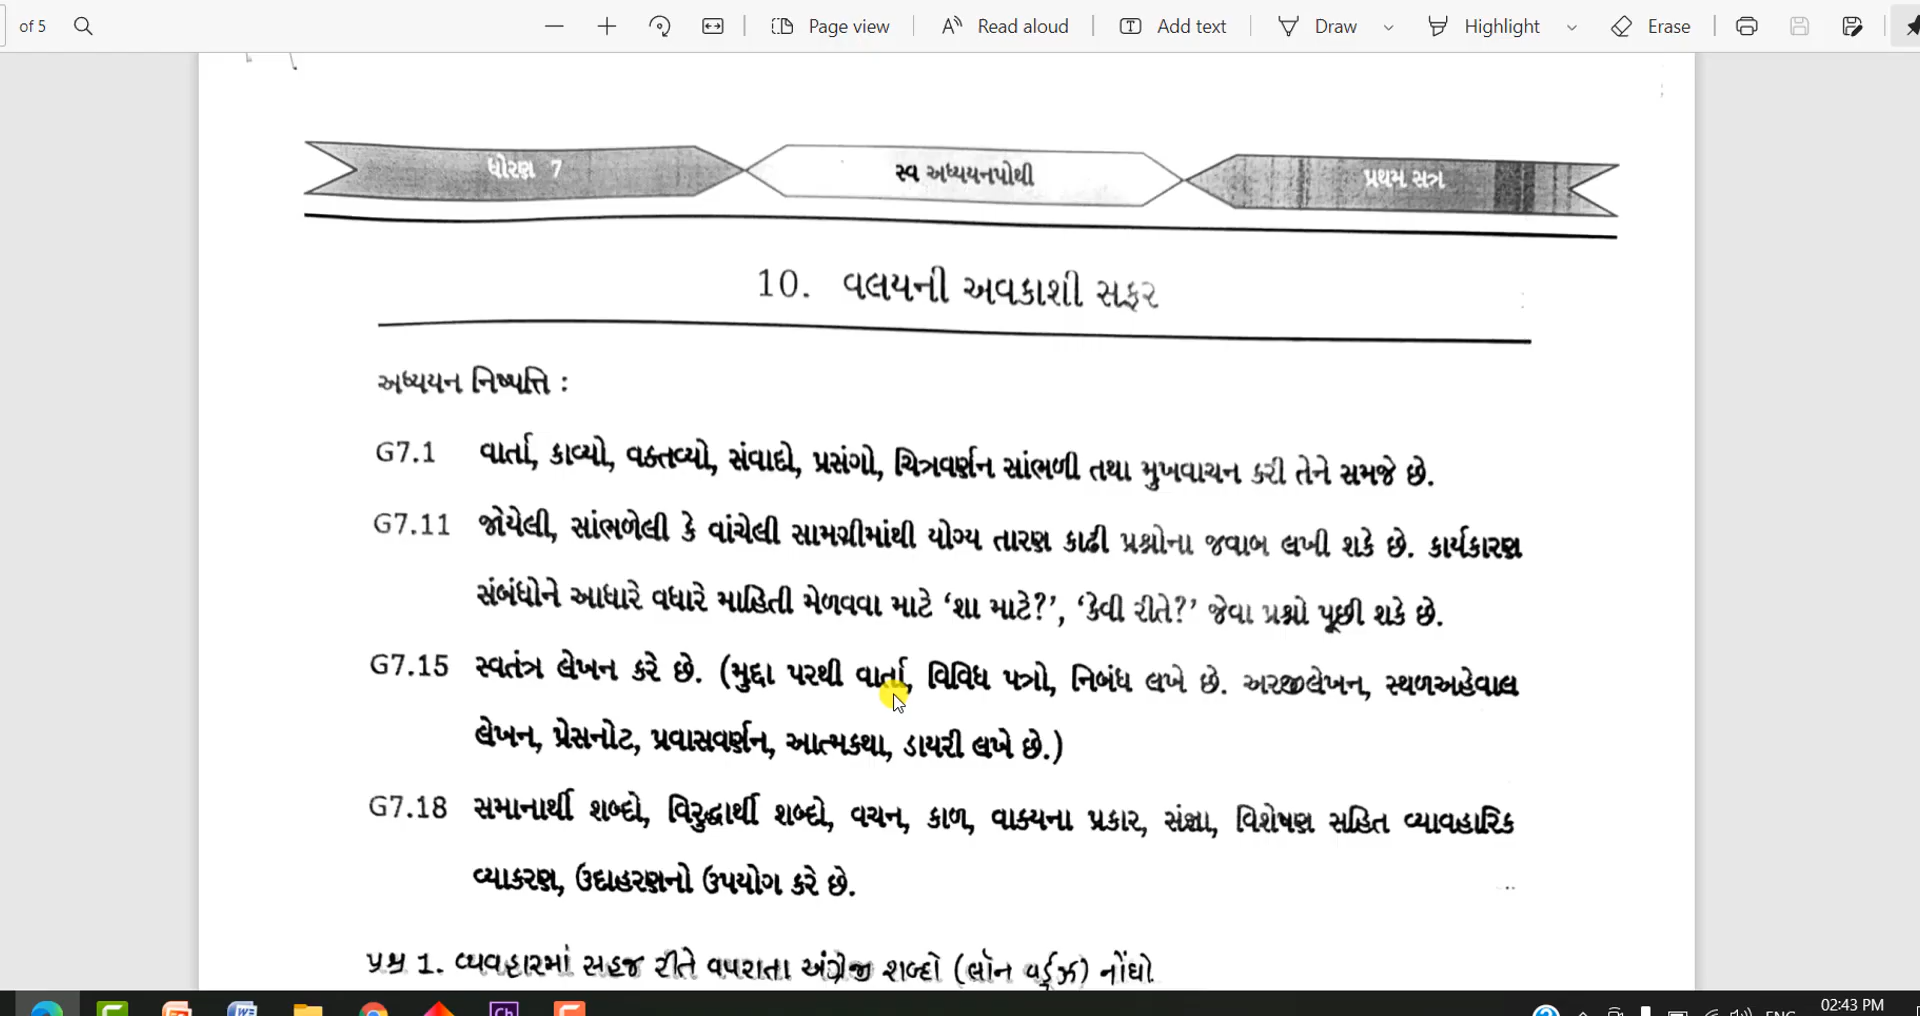 of 5
Page view
Read aloud
Add text
Draw
Highlight
Erase
ધોરણ 7
સ્વ અધ્યયનપોથી
પ્રથમ સત્ર
10. વલયની અવકાશી સફર
અધ્યયન નિષ્પત્તિ :
G7.1 વાર્તા, કાવ્યો, વક્તવ્યો, સંવાદો, પ્રસંગો, ચિત્રવર્ણન સાંભળી તથા મુખવાચન કરી તેને સમજે છે.
G7.11 જોયેલી, સાંભળેલી કે વાંચેલી સામગ્રીમાંથી યોગ્ય તારણ કાઢી પ્રશ્નોના જવાબ લખી શકે છે. કાર્યકારણ
સંબંધોને આધારે વધારે માહિતી મેળવવા માટે ‘શા માટે?’, ‘કેવી રીતે?’ જેવા પ્રશ્નો પૂછી શકે છે.
G7.15 સ્વતંત્ર લેખન કરે છે. (મુદ્દા પરથી વાર્તા, વિવિધ પત્રો, નિબંધ લખે છે. અરજીલેખન, સ્થળઅહેવાલ
લેખન, પ્રેસનોટ, પ્રવાસવર્ણન, આત્મકથા, ડાયરી લખે છે.)
G7.18 સમાનાર્થી શબ્દો, વિરુદ્ધાર્થી શબ્દો, વચન, કાળ, વાક્યના પ્રકાર, સંજ્ઞા, વિશેષણ સહિત વ્યાવહારિક
વ્યાકરણ, ઉદાહરણનો ઉપયોગ કરે છે.
પ્રશ્ન 1. વ્યવહારમાં સહજ રીતે વપરાતા અંગ્રેજી શબ્દો (લૉન વર્ડ્ઝ) નોંધો.
02:43 PM
ENG